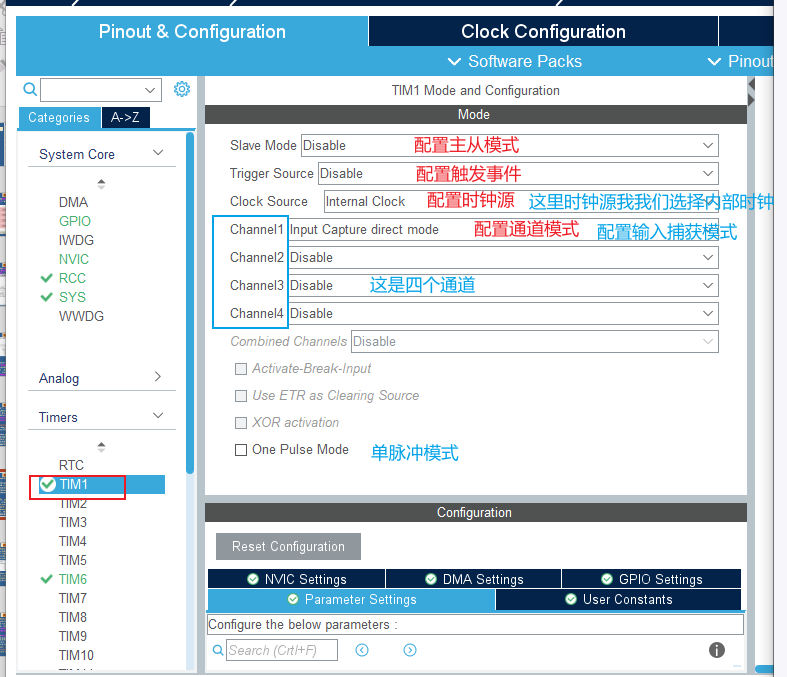 Pinout & Configuration
Clock Configuration
Software Packs
Pinout
Categories
A->Z
System Core
DMA
GPIO
IWDG
NVIC
RCC
SYS
WWDG
Analog
Timers
RTC
TIM1
TIM2
TIM3
TIM4
TIM5
TIM6
TIM7
TIM8
TIM9
TIM10
TIM1 Mode and Configuration
Mode
Slave Mode Disable 配置主从模式
Trigger Source Disable 配置触发事件
Clock Source Internal Clock 配置时钟源 这里时钟源我我们选择内部时钟
Channel1 Input Capture direct mode 配置通道模式 配置输入捕获模式
Channel2 Disable
Channel3 Disable 这是四个通道
Channel4 Disable
Combined Channels Disable
Activate-Break-Input
Use ETR as Clearing Source
XOR activation
One Pulse Mode 单脉冲模式
Configuration
Reset Configuration
NVIC Settings DMA Settings GPIO Settings
Parameter Settings User Constants
Configure the below parameters :
Search (Crtl+F)